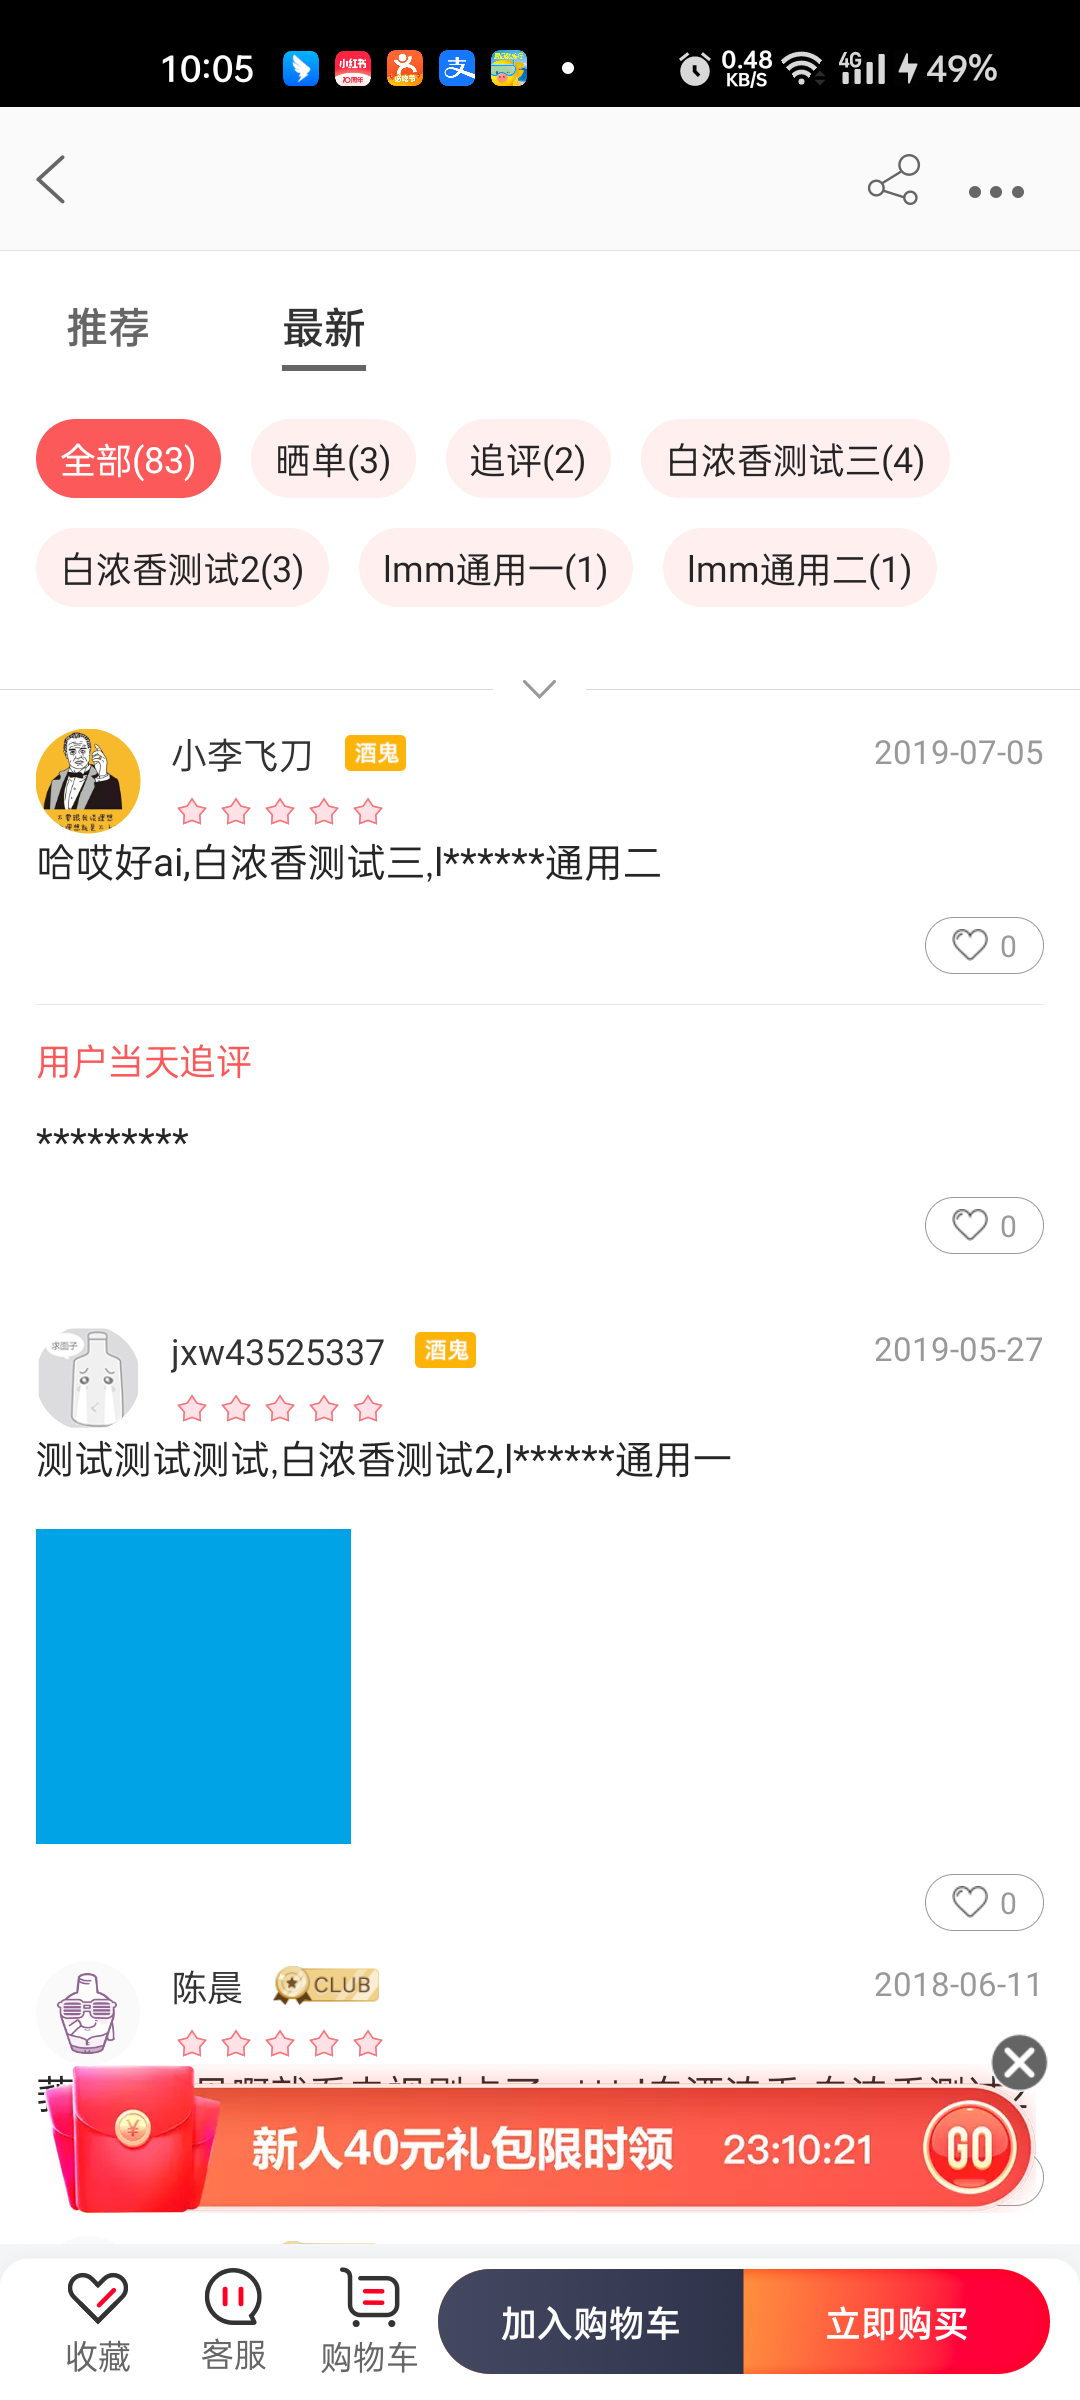 10:05
小红书
0.48
KB/S
4G
49%
推荐
最新
全部(83)
晒单(3)
追评(2)
白浓香测试三(4)
白浓香测试2(3)
lmm通用一(1)
lmm通用二(1)
小李飞刀
酒鬼
2019-07-05
哈哎好ai,白浓香测试三,l******通用二
0
用户当天追评
*********
0
求面子
jxw43525337
酒鬼
2019-05-27
测试测试测试,白浓香测试2,l******通用一
0
陈晨
CLUB
2018-06-11
新人40元礼包限时领
23:10:21
GO
收藏
客服
购物车
加入购物车
立即购买